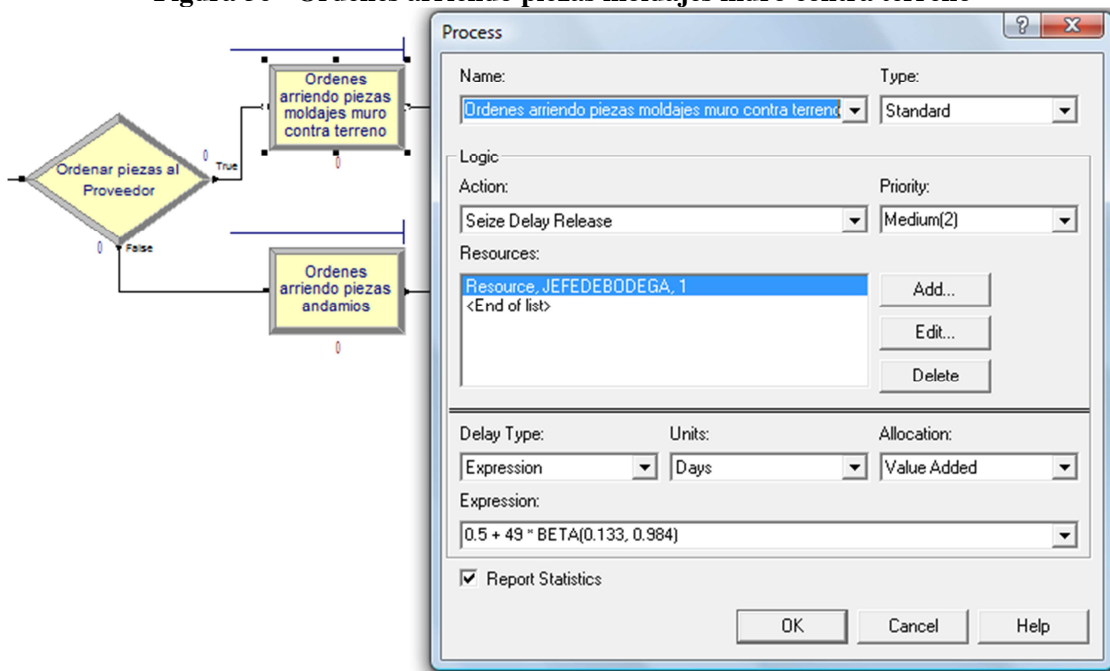 Process
Name:
Type:
Ordenes arriendo piezas moldajes muro contra terreno
Standard
Logic
Action:
Priority:
Seize Delay Release
Medium(2)
Resources:
Resource, JEFEDEBODEGA, 1
<End of list>
Add...
Edit...
Delete
Delay Type:
Units:
Allocation:
Expression
Days
Value Added
Expression:
0.5 + 49 * BETA(0.133, 0.984)
Report Statistics
OK
Cancel
Help
Ordenar piezas al
Proveedor
0
True
0
False
Ordenes
arriendo piezas
moldajes muro
contra terreno
0
Ordenes
arriendo piezas
andamios
0